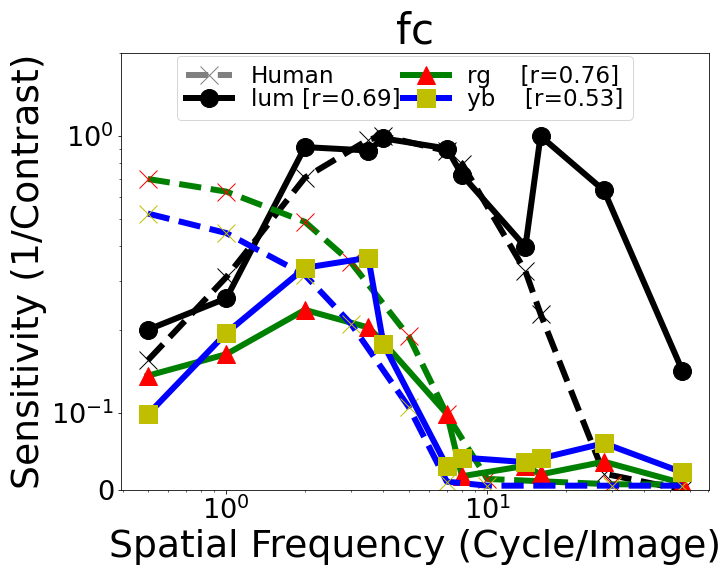 fc
Human
lum [r=0.69]
rg [r=0.76]
yb [r=0.53]
Sensitivity (1/Contrast)
10⁰
10⁻¹
0
10⁰ 10¹
Spatial Frequency (Cycle/Image)